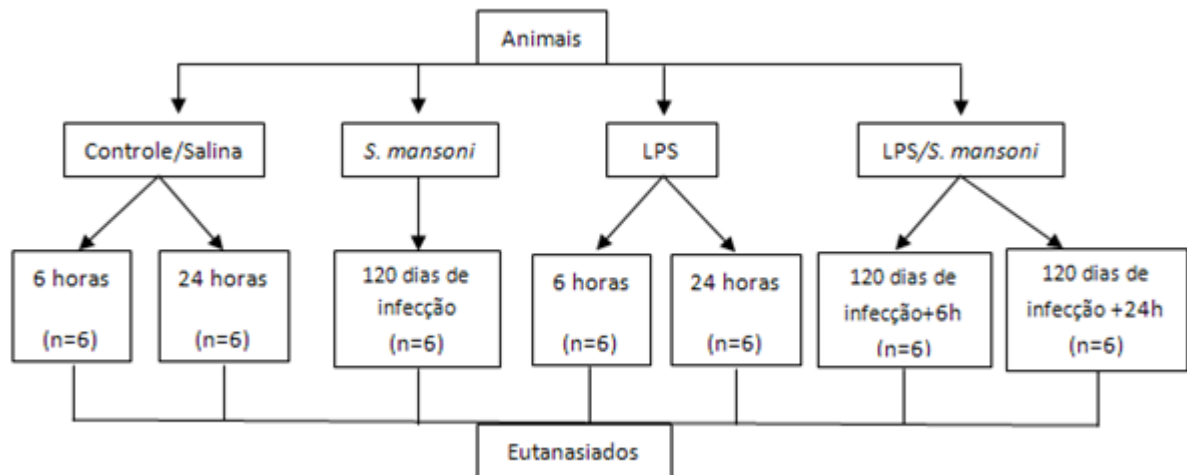 Animais
Controle/Salina
S. mansoni
LPS
LPS/S. mansoni
6 horas
(n=6)
24 horas
(n=6)
120 dias de
infecção
(n=6)
6 horas
(n=6)
24 horas
(n=6)
120 dias de
infecção+6h
(n=6)
120 dias de
infecção +24h
(n=6)
Eutanasiados